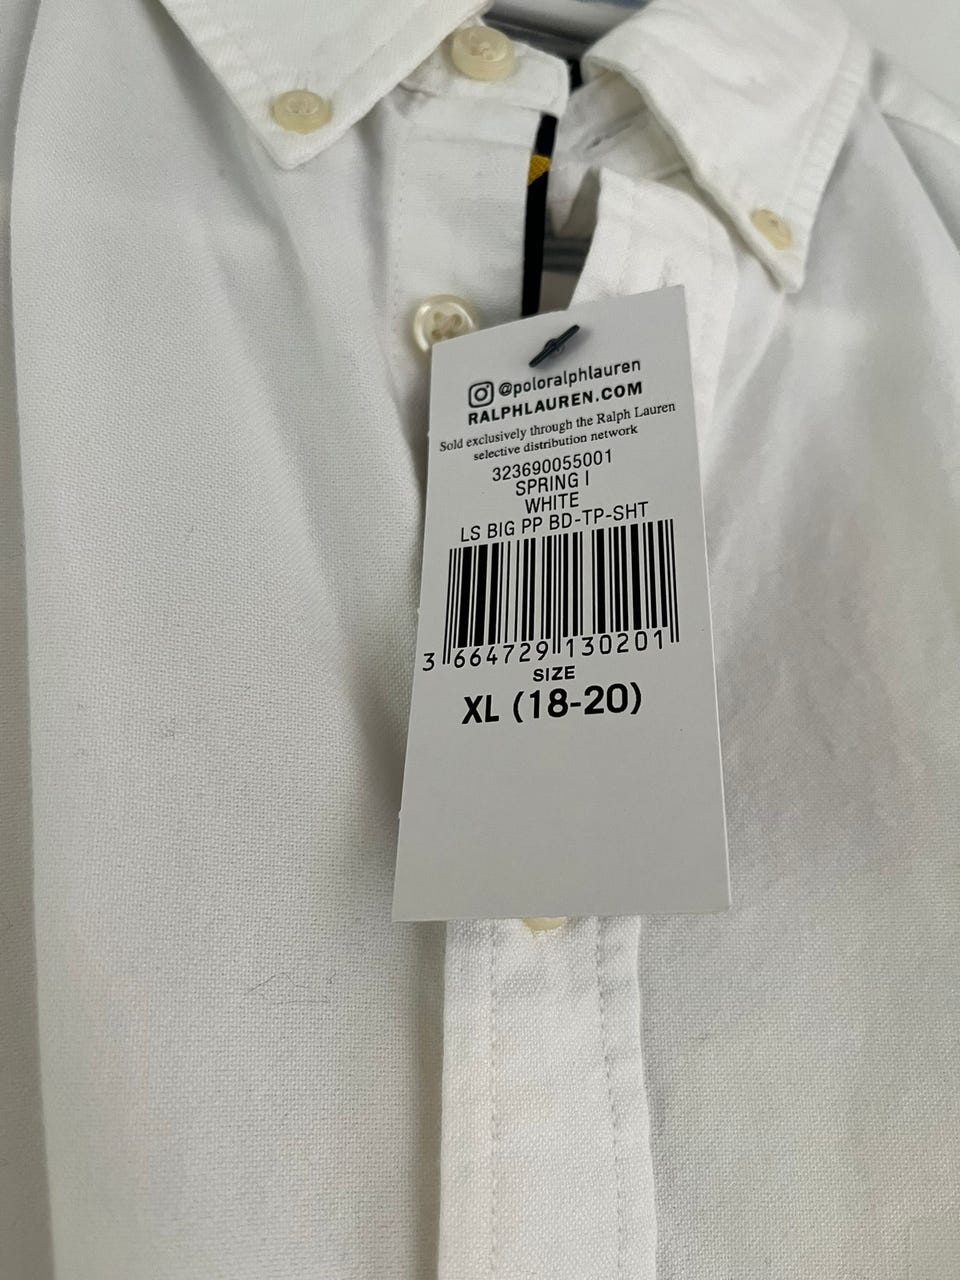 @poloralphlauren
RALPHLAUREN.COM
Sold exclusively through the Ralph Lauren
selective distribution network
323690055001
SPRING I
WHITE
LS BIG PP BD-TP-SHT
3 664729 130201
SIZE
XL (18-20)